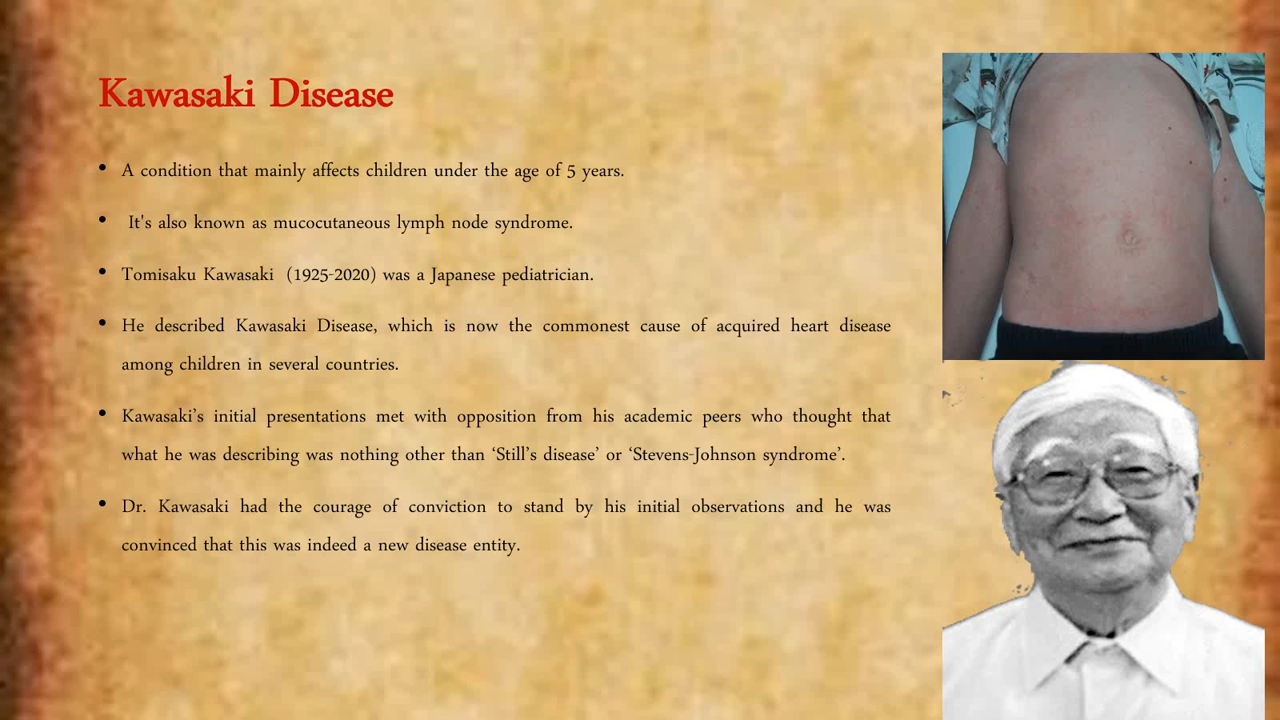 Kawasaki Disease
• A condition that mainly affects children under the age of 5 years.
• It's also known as mucocutaneous lymph node syndrome.
• Tomisaku Kawasaki (1925-2020) was a Japanese pediatrician.
• He described Kawasaki Disease, which is now the commonest cause of acquired heart disease
among children in several countries.
• Kawasaki’s initial presentations met with opposition from his academic peers who thought that
what he was describing was nothing other than ‘Still’s disease’ or ‘Stevens-Johnson syndrome’.
• Dr. Kawasaki had the courage of conviction to stand by his initial observations and he was
convinced that this was indeed a new disease entity.